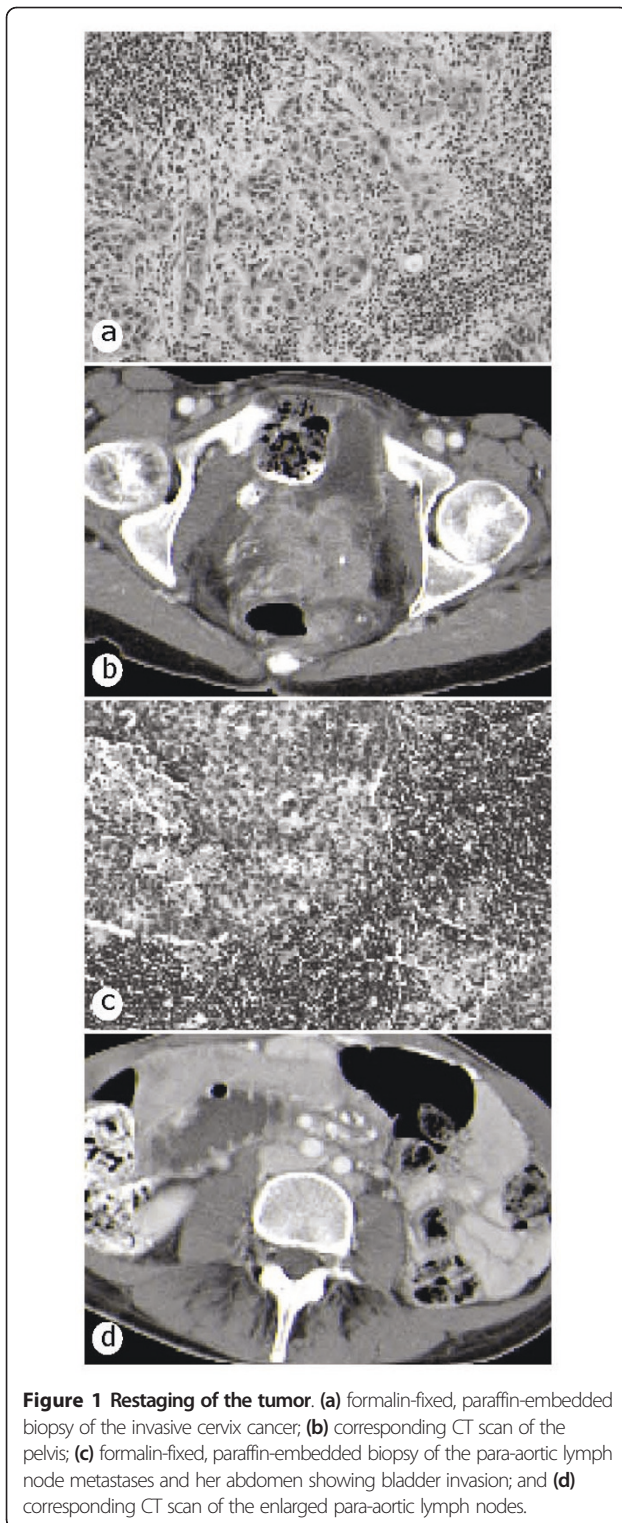 a
b
c
d
Figure 1 Restaging of the tumor. (a) formalin-fixed, paraffin-embedded
biopsy of the invasive cervix cancer; (b) corresponding CT scan of the
pelvis; (c) formalin-fixed, paraffin-embedded biopsy of the para-aortic lymph
node metastases and her abdomen showing bladder invasion; and (d)
corresponding CT scan of the enlarged para-aortic lymph nodes.